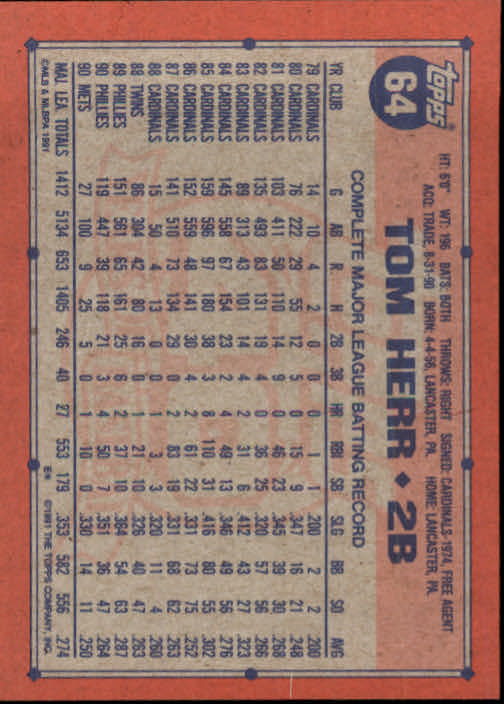 topps
64
HT: 6'0" WT: 196 BATS: BOTH THROWS: RIGHT SIGNED: CARDINALS-1974, FREE AGENT
ACQ: TRADE, 8-31-90 BORN: 4-4-56, LANCASTER, PA. HOME: LANCASTER, PA.
TOM HERR ◆ 2B
COMPLETE MAJOR LEAGUE BATTING RECORD
YR CLUB G AB R H 2B 3B HR RBI SB SLG BB SO AVG
79 CARDINALS 14 10 4 2 0 0 0 1 1 .200 2 2 .200
80 CARDINALS 76 222 29 55 12 5 0 15 9 .347 16 21 .248
81 CARDINALS 103 411 50 110 14 9 0 46 23 .345 39 30 .268
82 CARDINALS 135 493 83 131 19 4 0 36 25 .320 57 56 .266
83 CARDINALS 89 313 43 101 14 4 2 31 6 .412 43 27 .323
84 CARDINALS 145 558 67 154 23 2 4 49 13 .346 49 56 .276
85 CARDINALS 159 596 97 180 38 3 8 110 31 .416 80 55 .302
86 CARDINALS 152 559 48 141 30 4 2 61 22 .331 73 75 .252
87 CARDINALS 141 510 73 134 29 0 2 83 19 .331 68 62 .263
88 CARDINALS 15 50 4 13 0 0 1 3 3 .320 11 4 .260
88 TWINS 86 304 42 80 16 0 1 21 10 .326 40 47 .263
89 PHILLIES 151 561 65 161 25 6 2 37 10 .364 54 63 .287
90 PHILLIES 119 447 39 118 21 3 4 50 7 .351 36 47 .264
90 METS 27 100 9 25 5 0 1 10 0 .330 14 11 .250
MAJ. LEA. TOTALS 1412 5134 653 1405 246 40 27 553 179 .353 582 556 .274
©MLB & MLBPA 1991 E* ©1991 THE TOPPS COMPANY, INC.